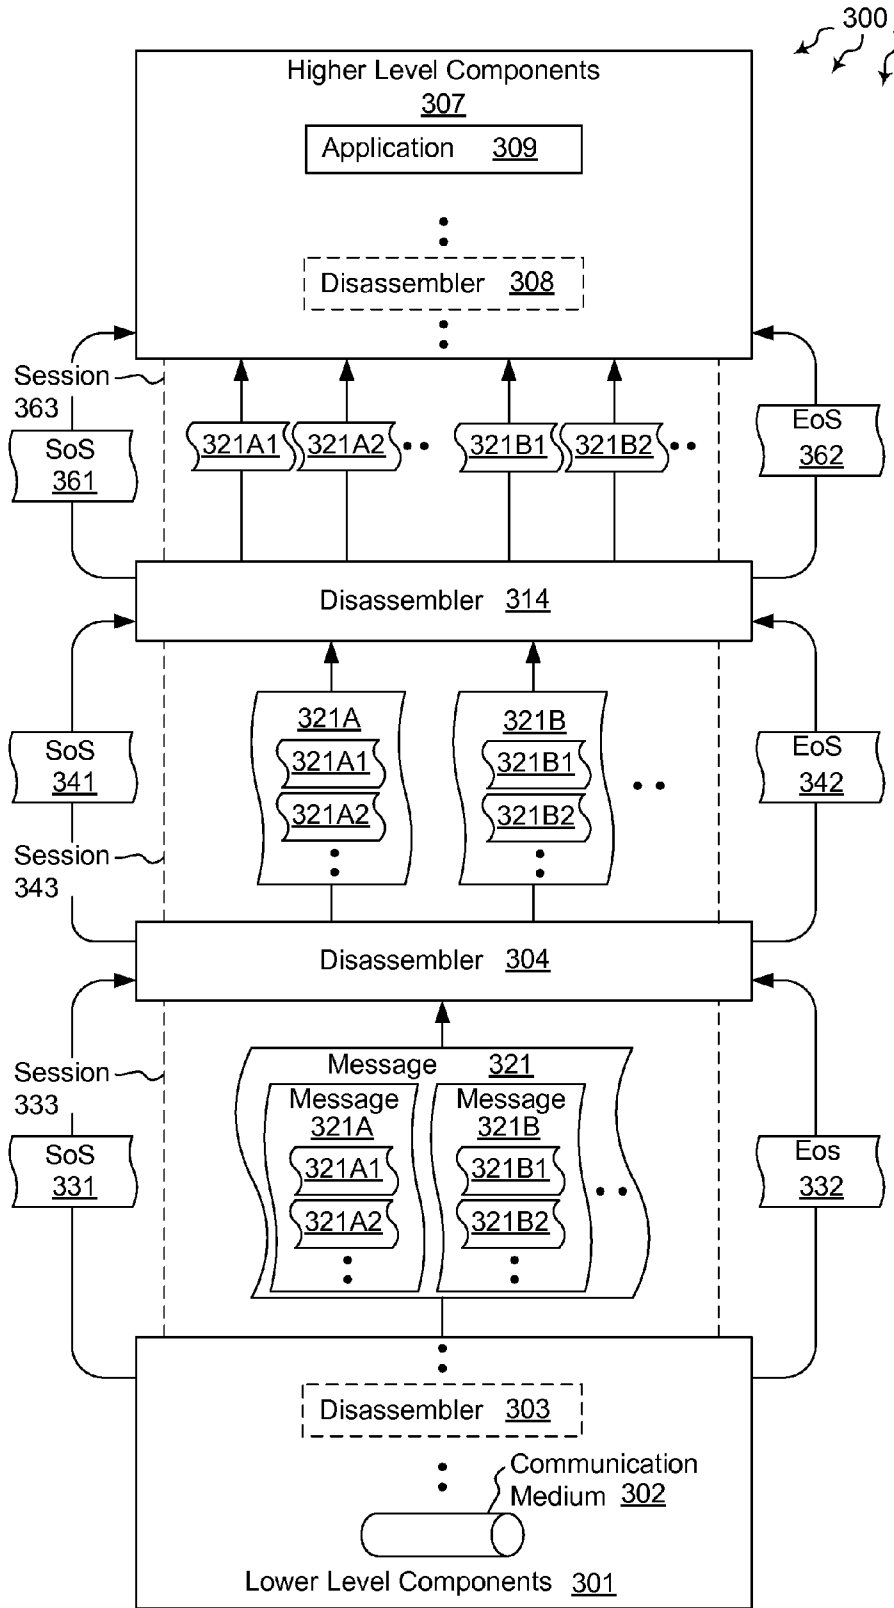 300
Higher Level Components
307
Application 309
Disassembler 308
Session
363
SoS
361
321A1
321A2
321B1
321B2
EoS
362
Disassembler 314
SoS
341
321A
321A1
321A2
321B
321B1
321B2
EoS
342
Session
343
Disassembler 304
Session
333
Message 321
Message
321A
321A1
321A2
Message
321B
321B1
321B2
SoS
331
Eos
332
Disassembler 303
Communication
Medium 302
Lower Level Components 301